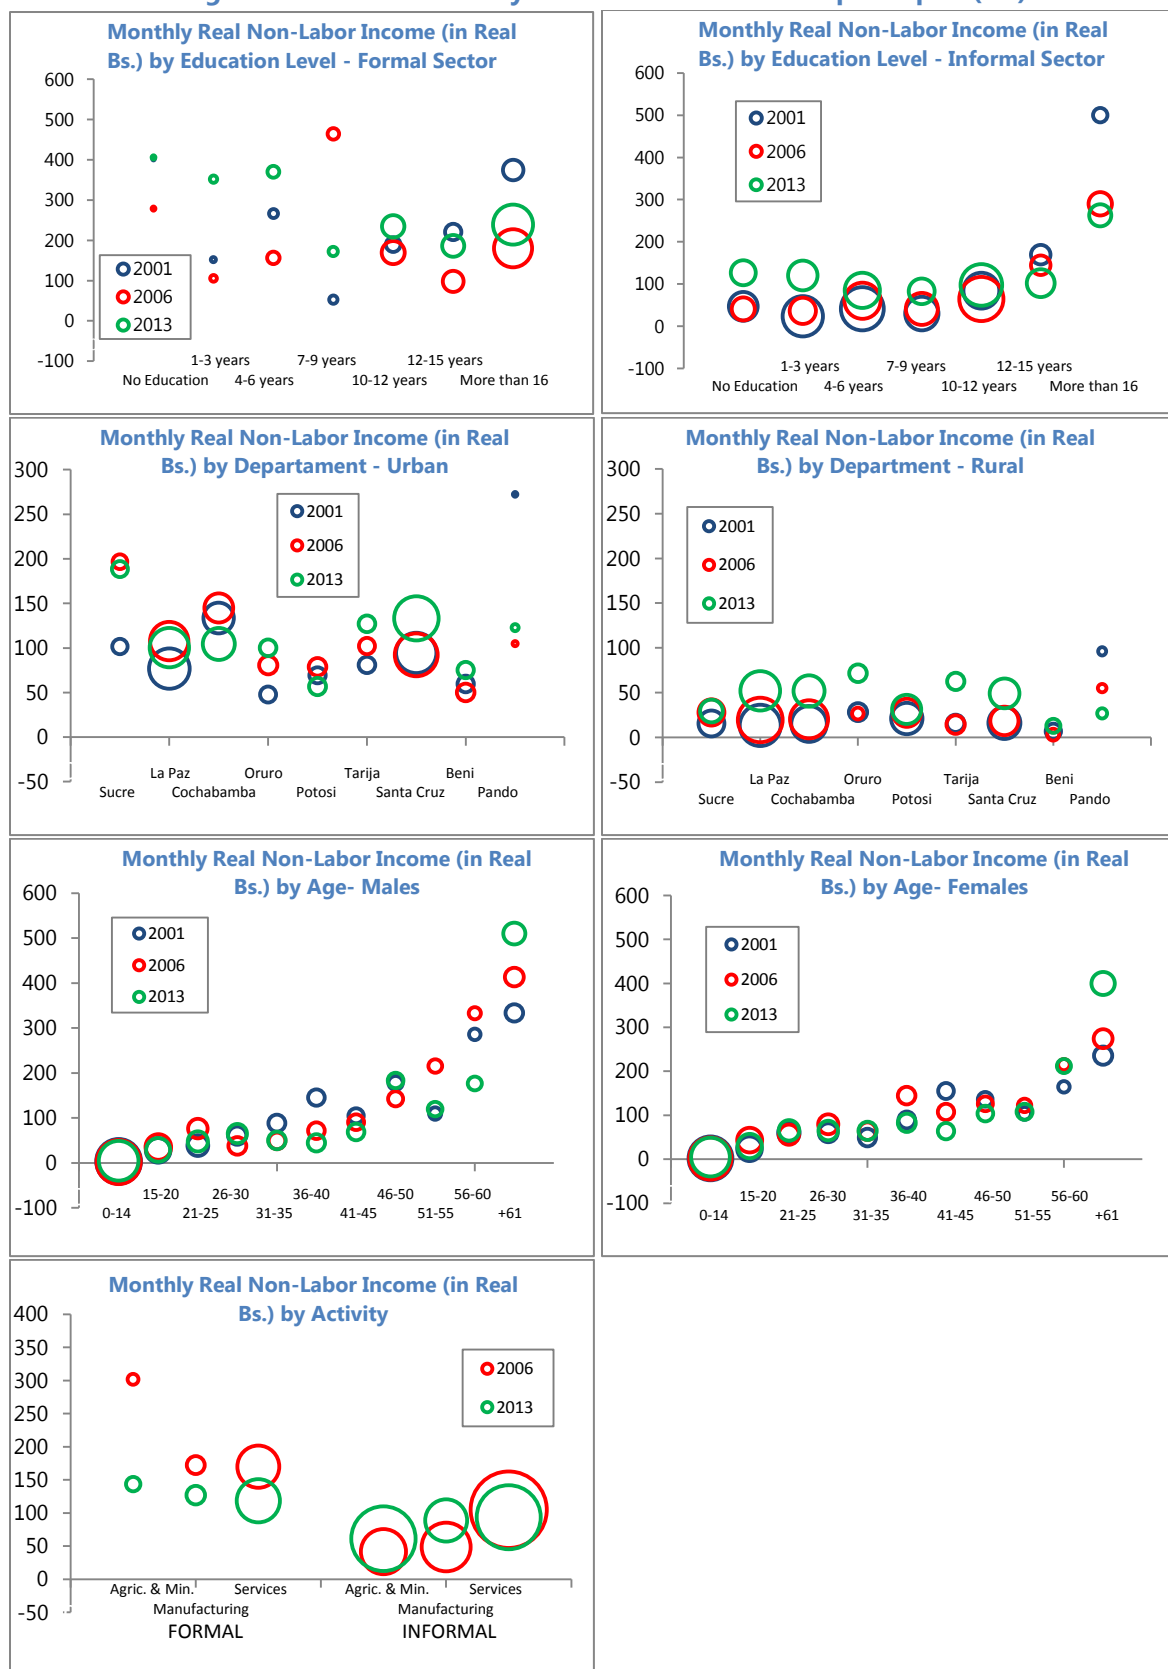 Monthly Real Non-Labor Income (in Real
Bs.) by Education Level - Formal Sector
600
500
400
300
200
100
0
-100
2001
2006
2013
1-3 years 7-9 years 12-15 years
No Education 4-6 years 10-12 years More than 16
Monthly Real Non-Labor Income (in Real
Bs.) by Education Level - Informal Sector
600
500
400
300
200
100
0
-100
2001
2006
2013
1-3 years 7-9 years 12-15 years
No Education 4-6 years 10-12 years More than 16
Monthly Real Non-Labor Income (in Real
Bs.) by Departament - Urban
300
250
200
150
100
50
0
-50
2001
2006
2013
La Paz Oruro Tarija Beni
Sucre Cochabamba Potosi Santa Cruz Pando
Monthly Real Non-Labor Income (in Real
Bs.) by Department - Rural
300
250
200
150
100
50
0
-50
2001
2006
2013
La Paz Oruro Tarija Beni
Sucre Cochabamba Potosi Santa Cruz Pando
Monthly Real Non-Labor Income (in Real
Bs.) by Age- Males
600
500
400
300
200
100
0
-100
2001
2006
2013
15-20 26-30 36-40 46-50 56-60
0-14 21-25 31-35 41-45 51-55 +61
Monthly Real Non-Labor Income (in Real
Bs.) by Age- Females
600
500
400
300
200
100
0
-100
2001
2006
2013
15-20 26-30 36-40 46-50 56-60
0-14 21-25 31-35 41-45 51-55 +61
Monthly Real Non-Labor Income (in Real
Bs.) by Activity
400
350
300
250
200
150
100
50
0
-50
2006
2013
Agric. & Min. Services Agric. & Min. Services
Manufacturing Manufacturing
FORMAL INFORMAL